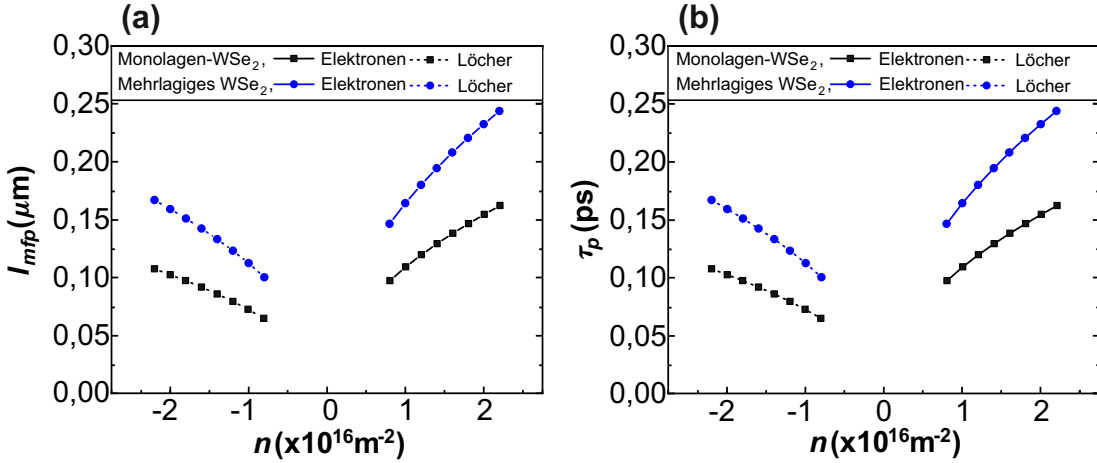 (a)
0,30
Monolagen-WSe₂, Elektronen Löcher
Mehrlagiges WSe₂, Elektronen Löcher
0,25
0,20
0,15
0,10
0,05
0,00
l_mfp (μm)
-2 -1 0 1 2
n (x10¹⁶m⁻²)
(b)
0,30
Monolagen-WSe₂, Elektronen Löcher
Mehrlagiges WSe₂, Elektronen Löcher
0,25
0,20
0,15
0,10
0,05
0,00
τ_p (ps)
-2 -1 0 1 2
n (x10¹⁶m⁻²)